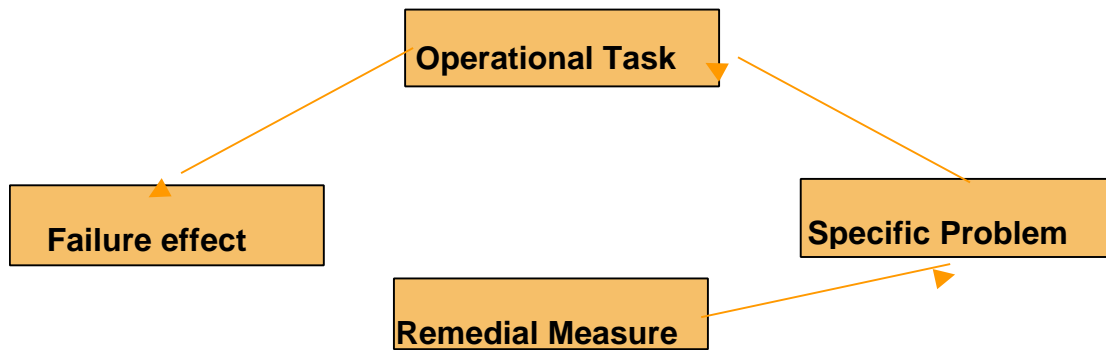 Operational Task
Failure effect
Specific Problem
Remedial Measure